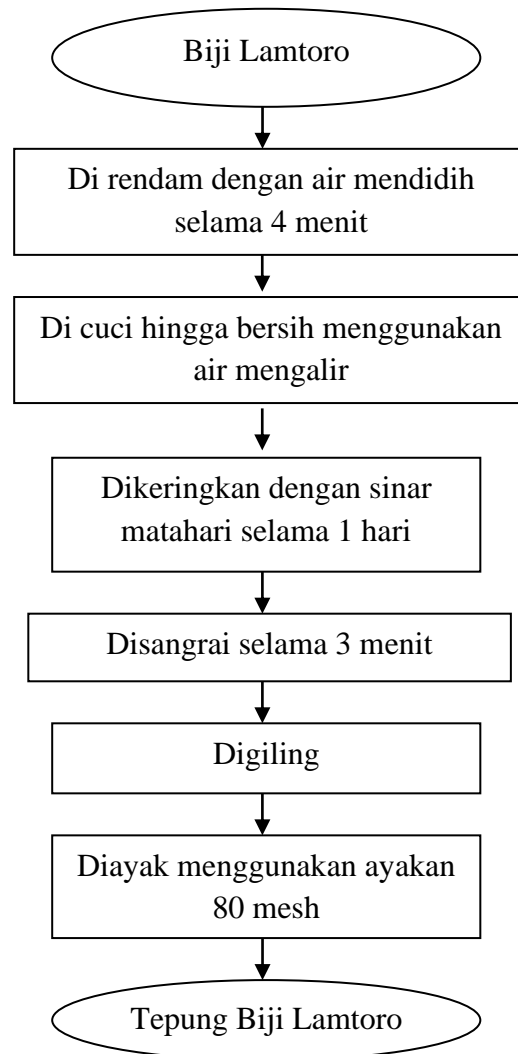 Biji Lamtoro
Di rendam dengan air mendidih
selama 4 menit
Di cuci hingga bersih menggunakan
air mengalir
Dikeringkan dengan sinar
matahari selama 1 hari
Disangrai selama 3 menit
Digiling
Diayak menggunakan ayakan
80 mesh
Tepung Biji Lamtoro